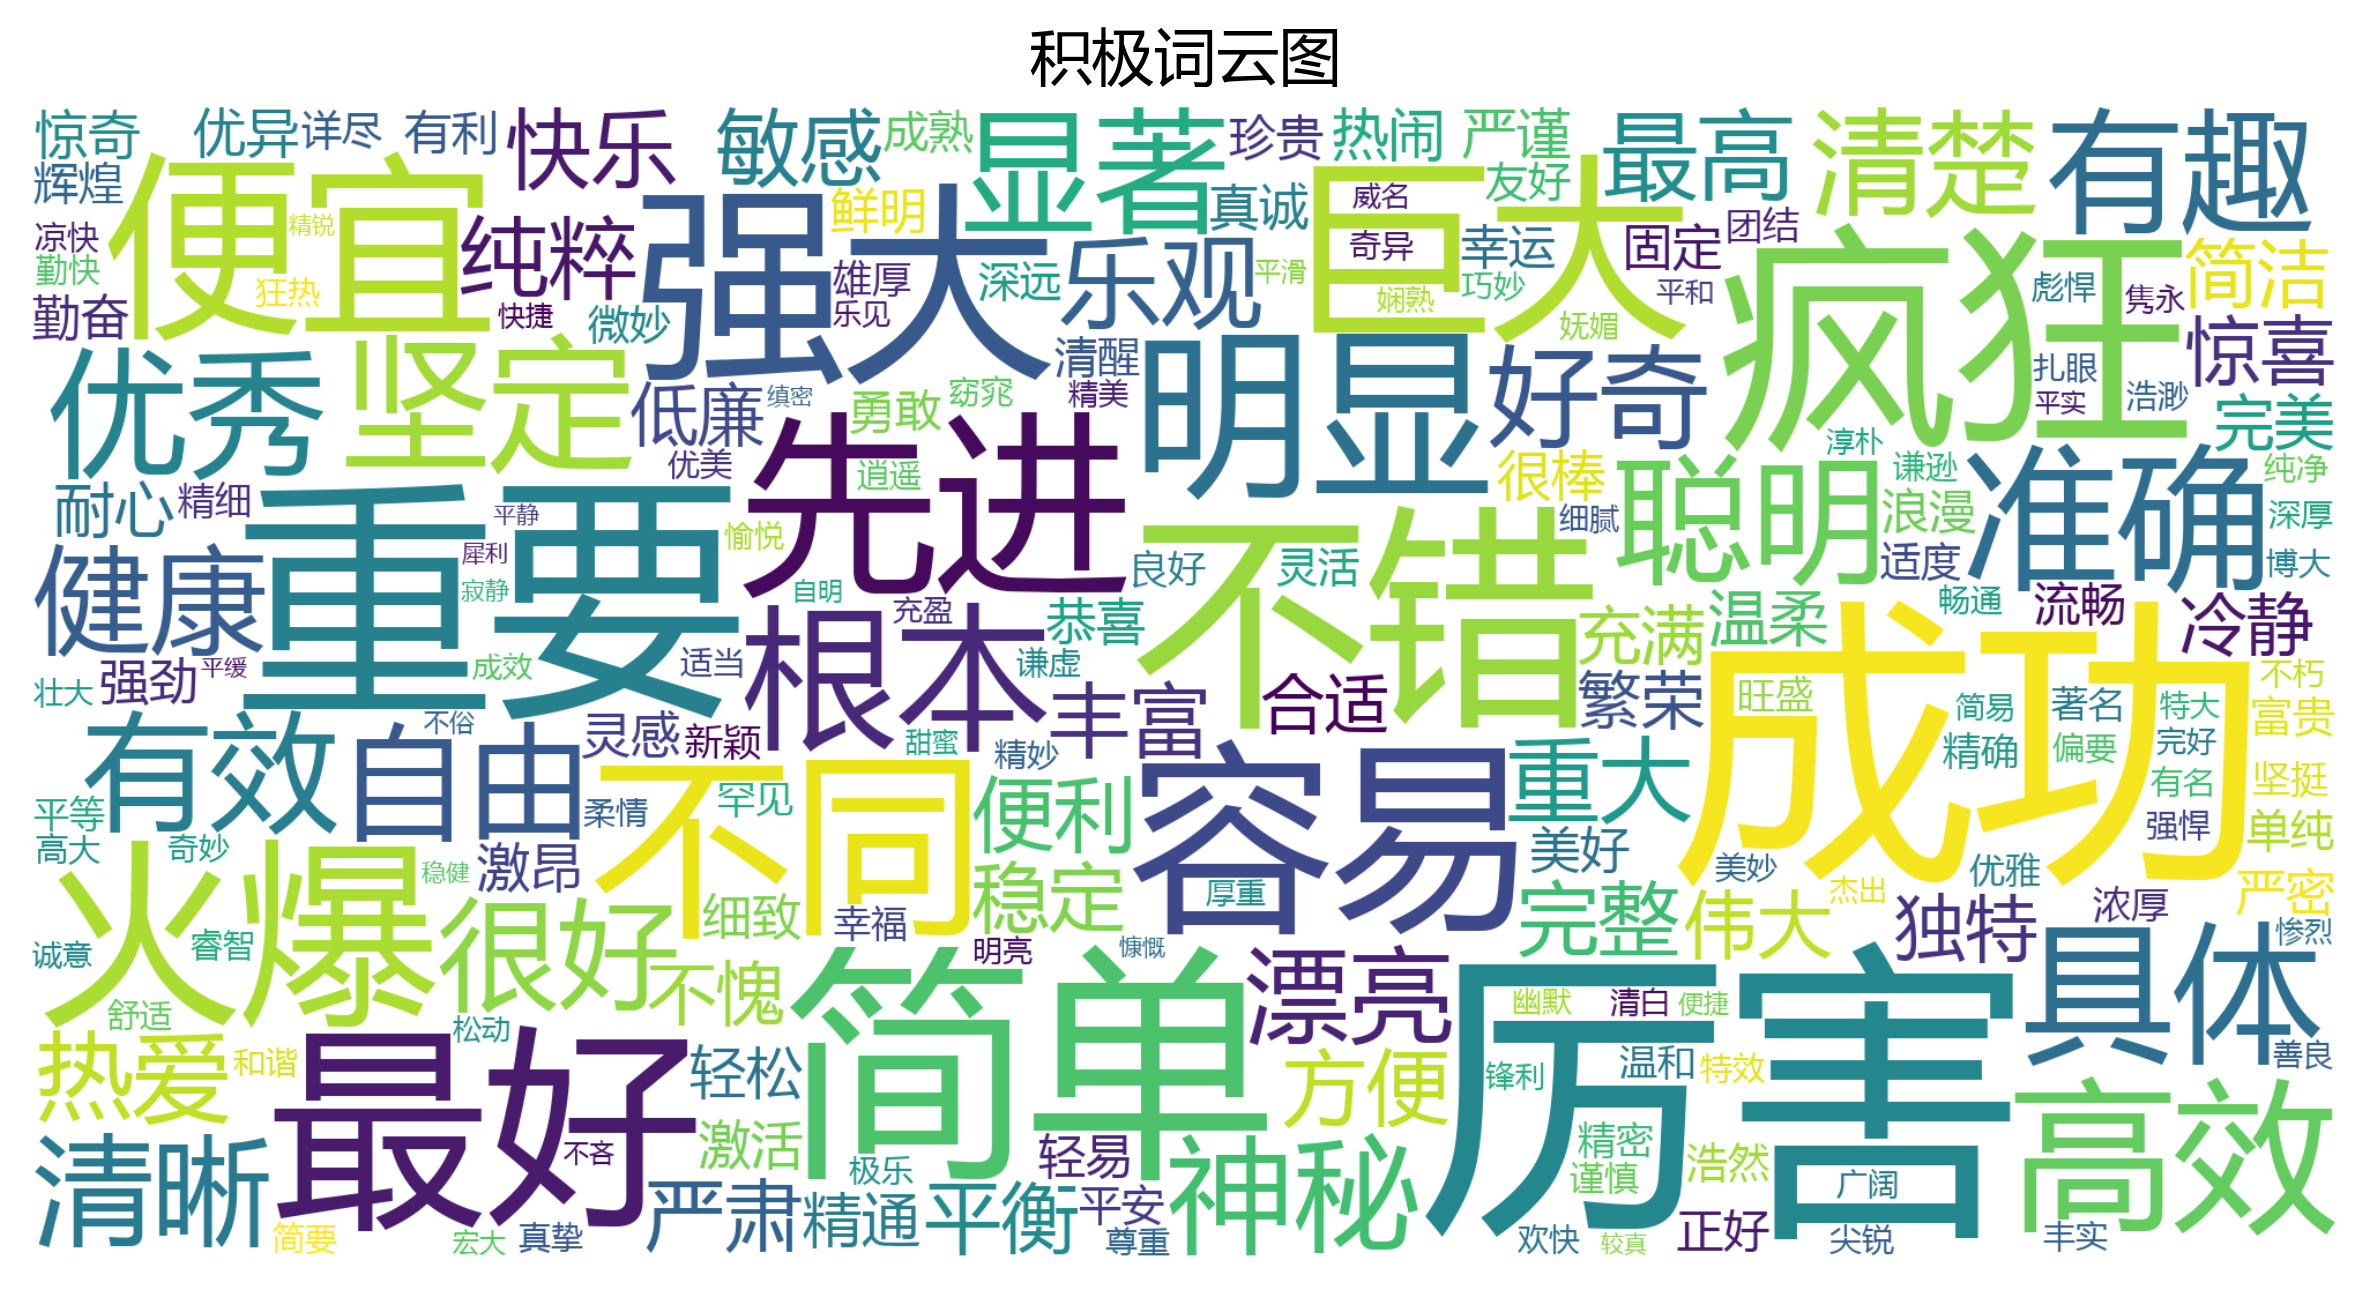 积极词云图
惊奇
优异
详尽
有利
快乐
敏感
成熟
显著
珍贵
热闹
严谨
最高
清楚
有趣
辉煌
便宜
精锐
纯粹
强大
鲜明
真诚
巨大
威名
友好
凉快
勤快
狂热
勤奋
快捷
微妙
雄厚
乐见
深远
乐观
平滑
奇异
幸运
固定
团结
疯狂
简洁
娴熟
巧妙
平和
彪悍
隽永
妩媚
惊喜
优秀
坚定
低廉
缜密
勇敢
窈窕
清醒
精美
明显
好奇
扎眼
平实
浩渺
完美
优美
逍遥
先进
很棒
聪明
淳朴
谦逊
准确
纯净
耐心
精细
重要
平静
愉悦
不错
细腻
浪漫
深厚
健康
犀利
寂静
自明
良好
灵活
适度
博大
根本
充盈
恭喜
充满
温柔
畅通
流畅
冷静
强劲
平缓
成效
适当
谦虚
成功
壮大
丰富
合适
繁荣
旺盛
简易
著名
特大
不朽
富贵
有效
自由
不俗
灵感
新颖
甜蜜
精妙
容易
重大
精确
偏要
完好
平等
柔情
不同
罕见
便利
有名
坚挺
高大
奇妙
火爆
稳健
激昂
稳定
美好
美妙
强悍
单纯
很好
细致
幸福
厚重
完整
伟大
杰出
优雅
独特
浓厚
严密
诚意
睿智
不愧
简单
明亮
慷慨
漂亮
厉害
具体
惨烈
舒适
松动
幽默
清白
便捷
热爱
和谐
最好
轻松
方便
锋利
温和
特效
善良
清晰
不吝
激活
极乐
轻易
神秘
精密
谨慎
浩然
广阔
高效
简要
宏大
真挚
严肃
精通
平衡
平安
尊重
欢快
较真
正好
尖锐
丰实